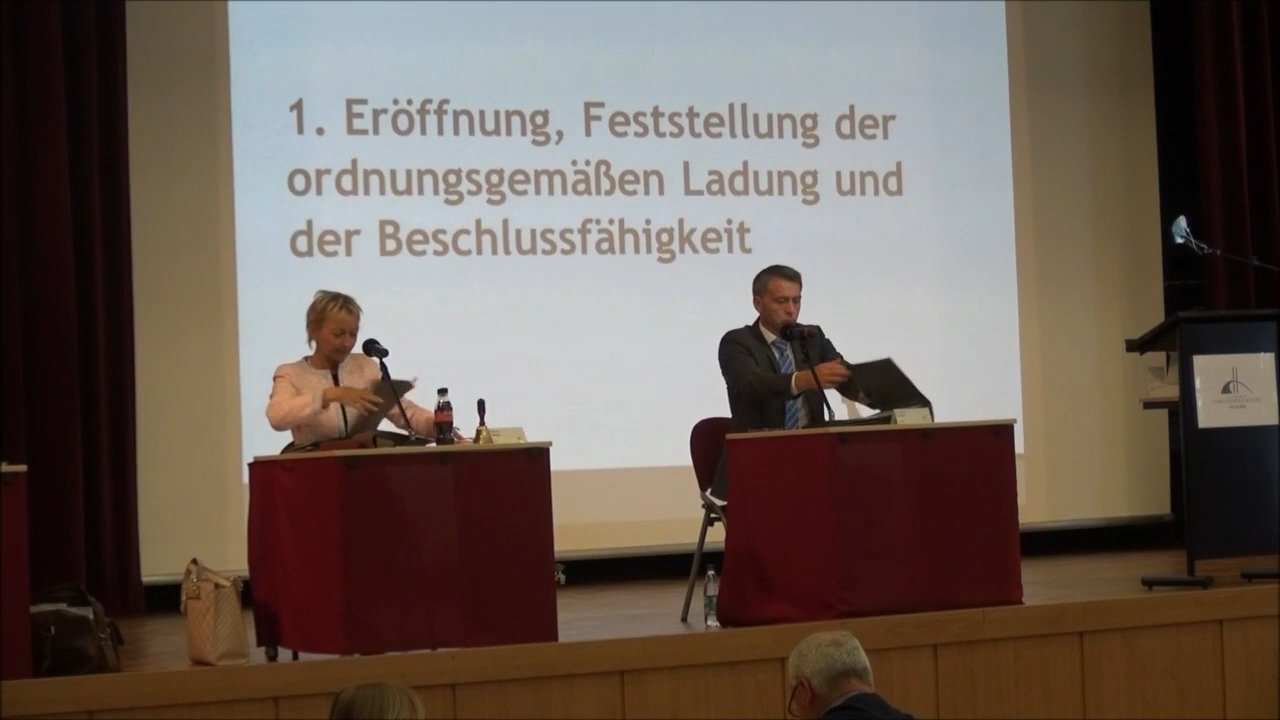 1. Eröffnung, Feststellung der
ordnungsgemäßen Ladung und
der Beschlussfähigkeit